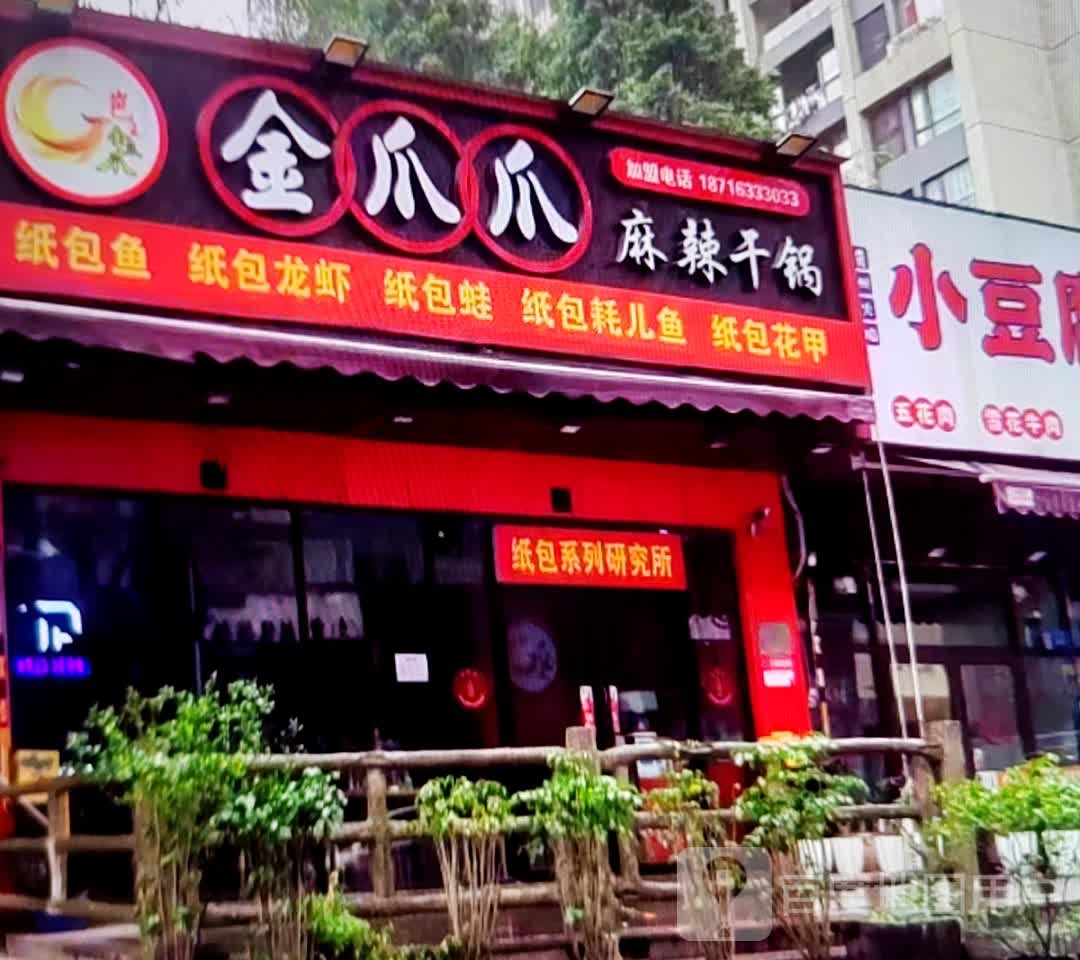 金爪爪
加盟电话 18716333033
麻辣干锅
纸包鱼 纸包龙虾 纸包蛙 纸包耗儿鱼 纸包花甲
纸包系列研究所
小豆
五花肉 雪花牛肉